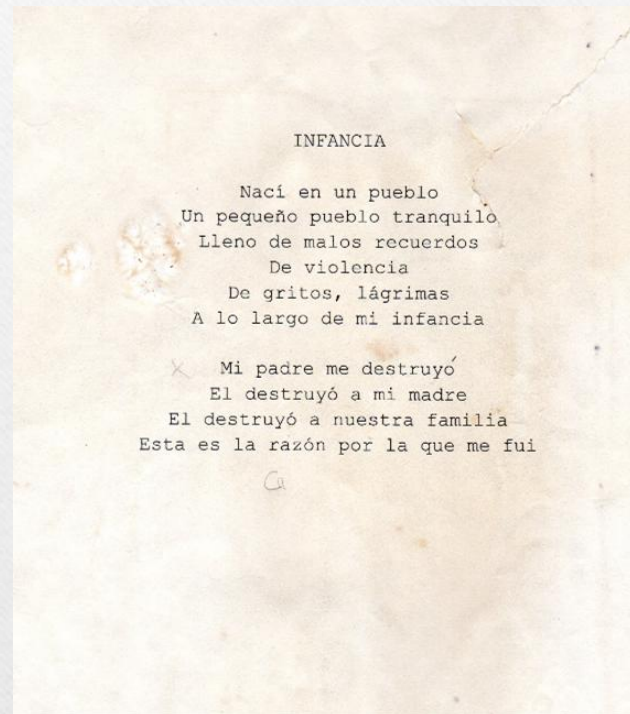 INFANCIA
Nací en un pueblo
Un pequeño pueblo tranquilo
Lleno de malos recuerdos
De violencia
De gritos, lágrimas
A lo largo de mi infancia
x Mi padre me destruyó
El destruyó a mi madre
El destruyó a nuestra familia
Esta es la razón por la que me fui
Ca